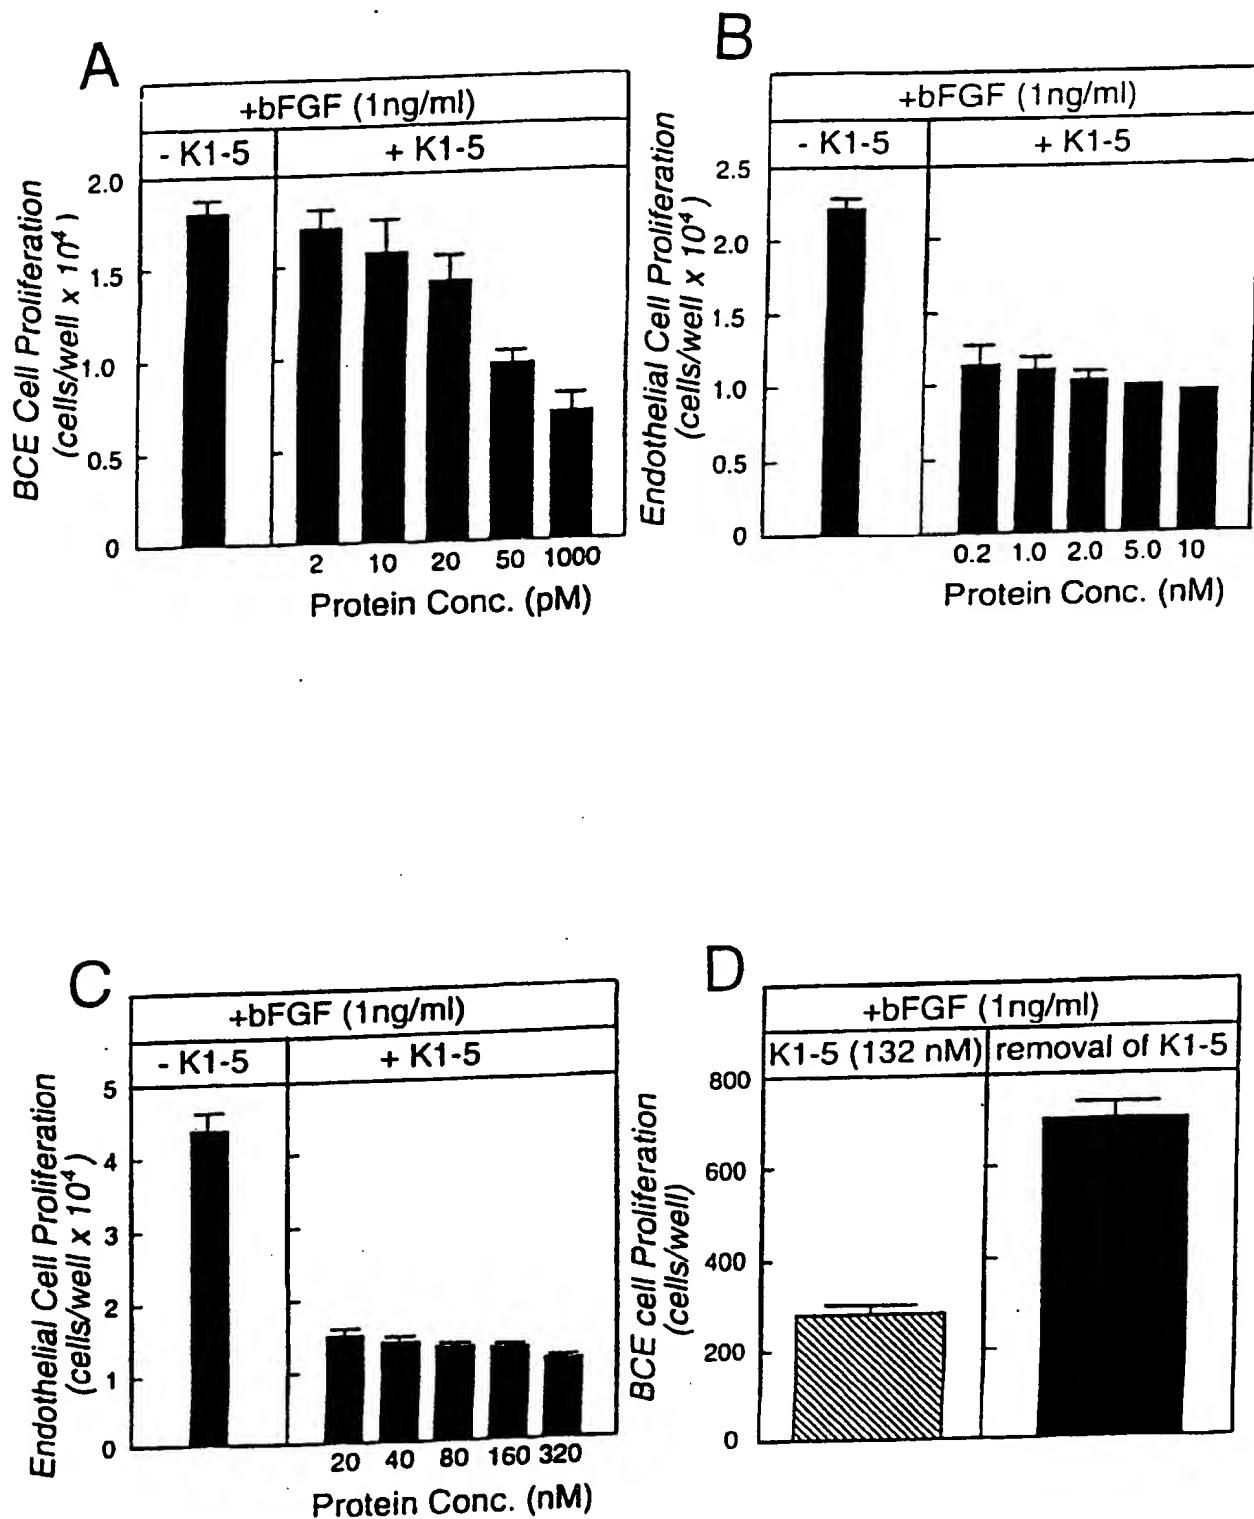 A
+bFGF (1ng/ml)
- K1-5
+ K1-5
BCE Cell Proliferation
(cells/well x 10⁴)
2.0
1.5
1.0
0.5
0
2 10 20 50 1000
Protein Conc. (pM)
B
+bFGF (1ng/ml)
- K1-5
+ K1-5
Endothelial Cell Proliferation
(cells/well x 10⁴)
2.5
2.0
1.5
1.0
0.5
0
0.2 1.0 2.0 5.0 10
Protein Conc. (nM)
C
+bFGF (1ng/ml)
- K1-5
+ K1-5
Endothelial Cell Proliferation
(cells/well x 10⁴)
5
4
3
2
1
0
20 40 80 160 320
Protein Conc. (nM)
D
+bFGF (1ng/ml)
K1-5 (132 nM)
removal of K1-5
BCE cell Proliferation
(cells/well)
800
600
400
200
0